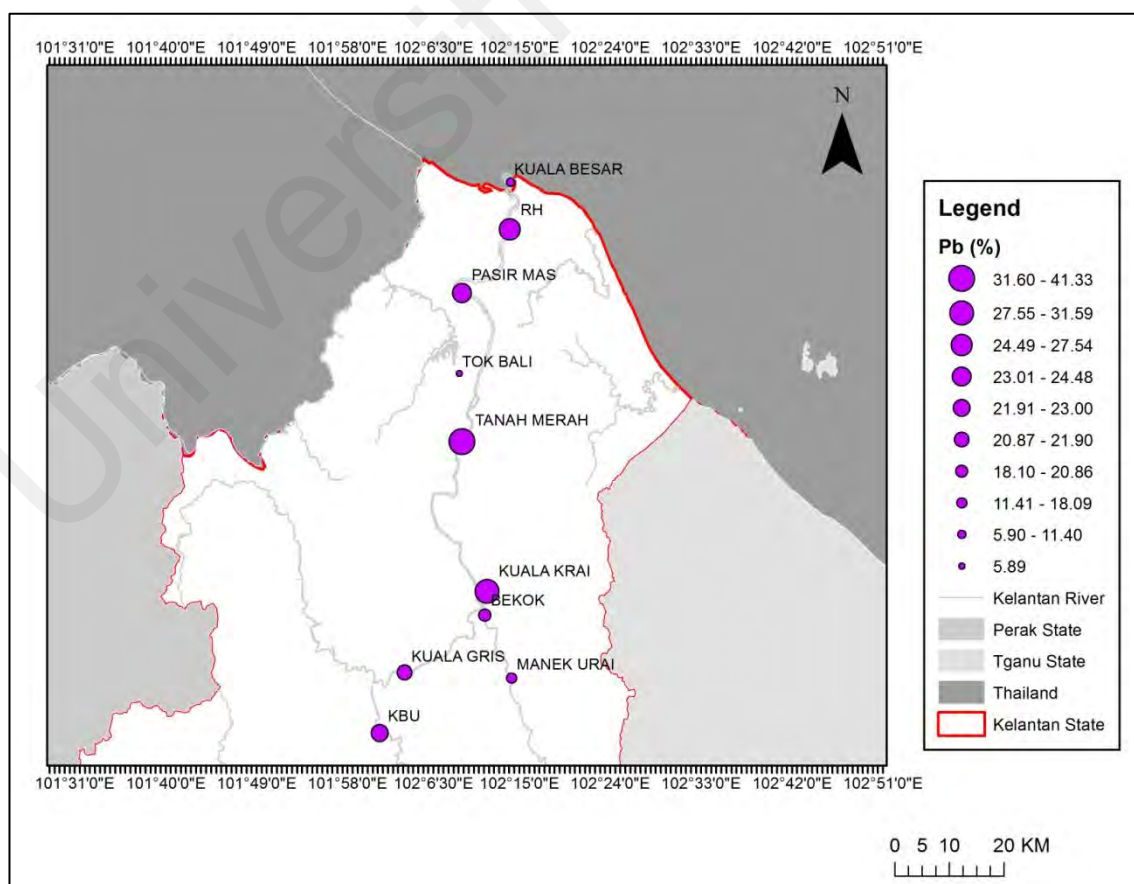 101°31'0"E 101°40'0"E 101°49'0"E 101°58'0"E 102°6'30"E 102°15'0"E 102°24'0"E 102°33'0"E 102°42'0"E 102°51'0"E
N
KUALA BESAR
RH
PASIR MAS
TOK BALI
TANAH MERAH
KUALA KRAI
BEKOK
KUALA GRIS
MANEK URAI
KBU
101°31'0"E 101°40'0"E 101°49'0"E 101°58'0"E 102°6'30"E 102°15'0"E 102°24'0"E 102°33'0"E 102°42'0"E 102°51'0"E
Legend
Pb (%)
31.60 - 41.33
27.55 - 31.59
24.49 - 27.54
23.01 - 24.48
21.91 - 23.00
20.87 - 21.90
18.10 - 20.86
11.41 - 18.09
5.90 - 11.40
5.89
Kelantan River
Perak State
Tganu State
Thailand
Kelantan State
0 5 10 20 KM